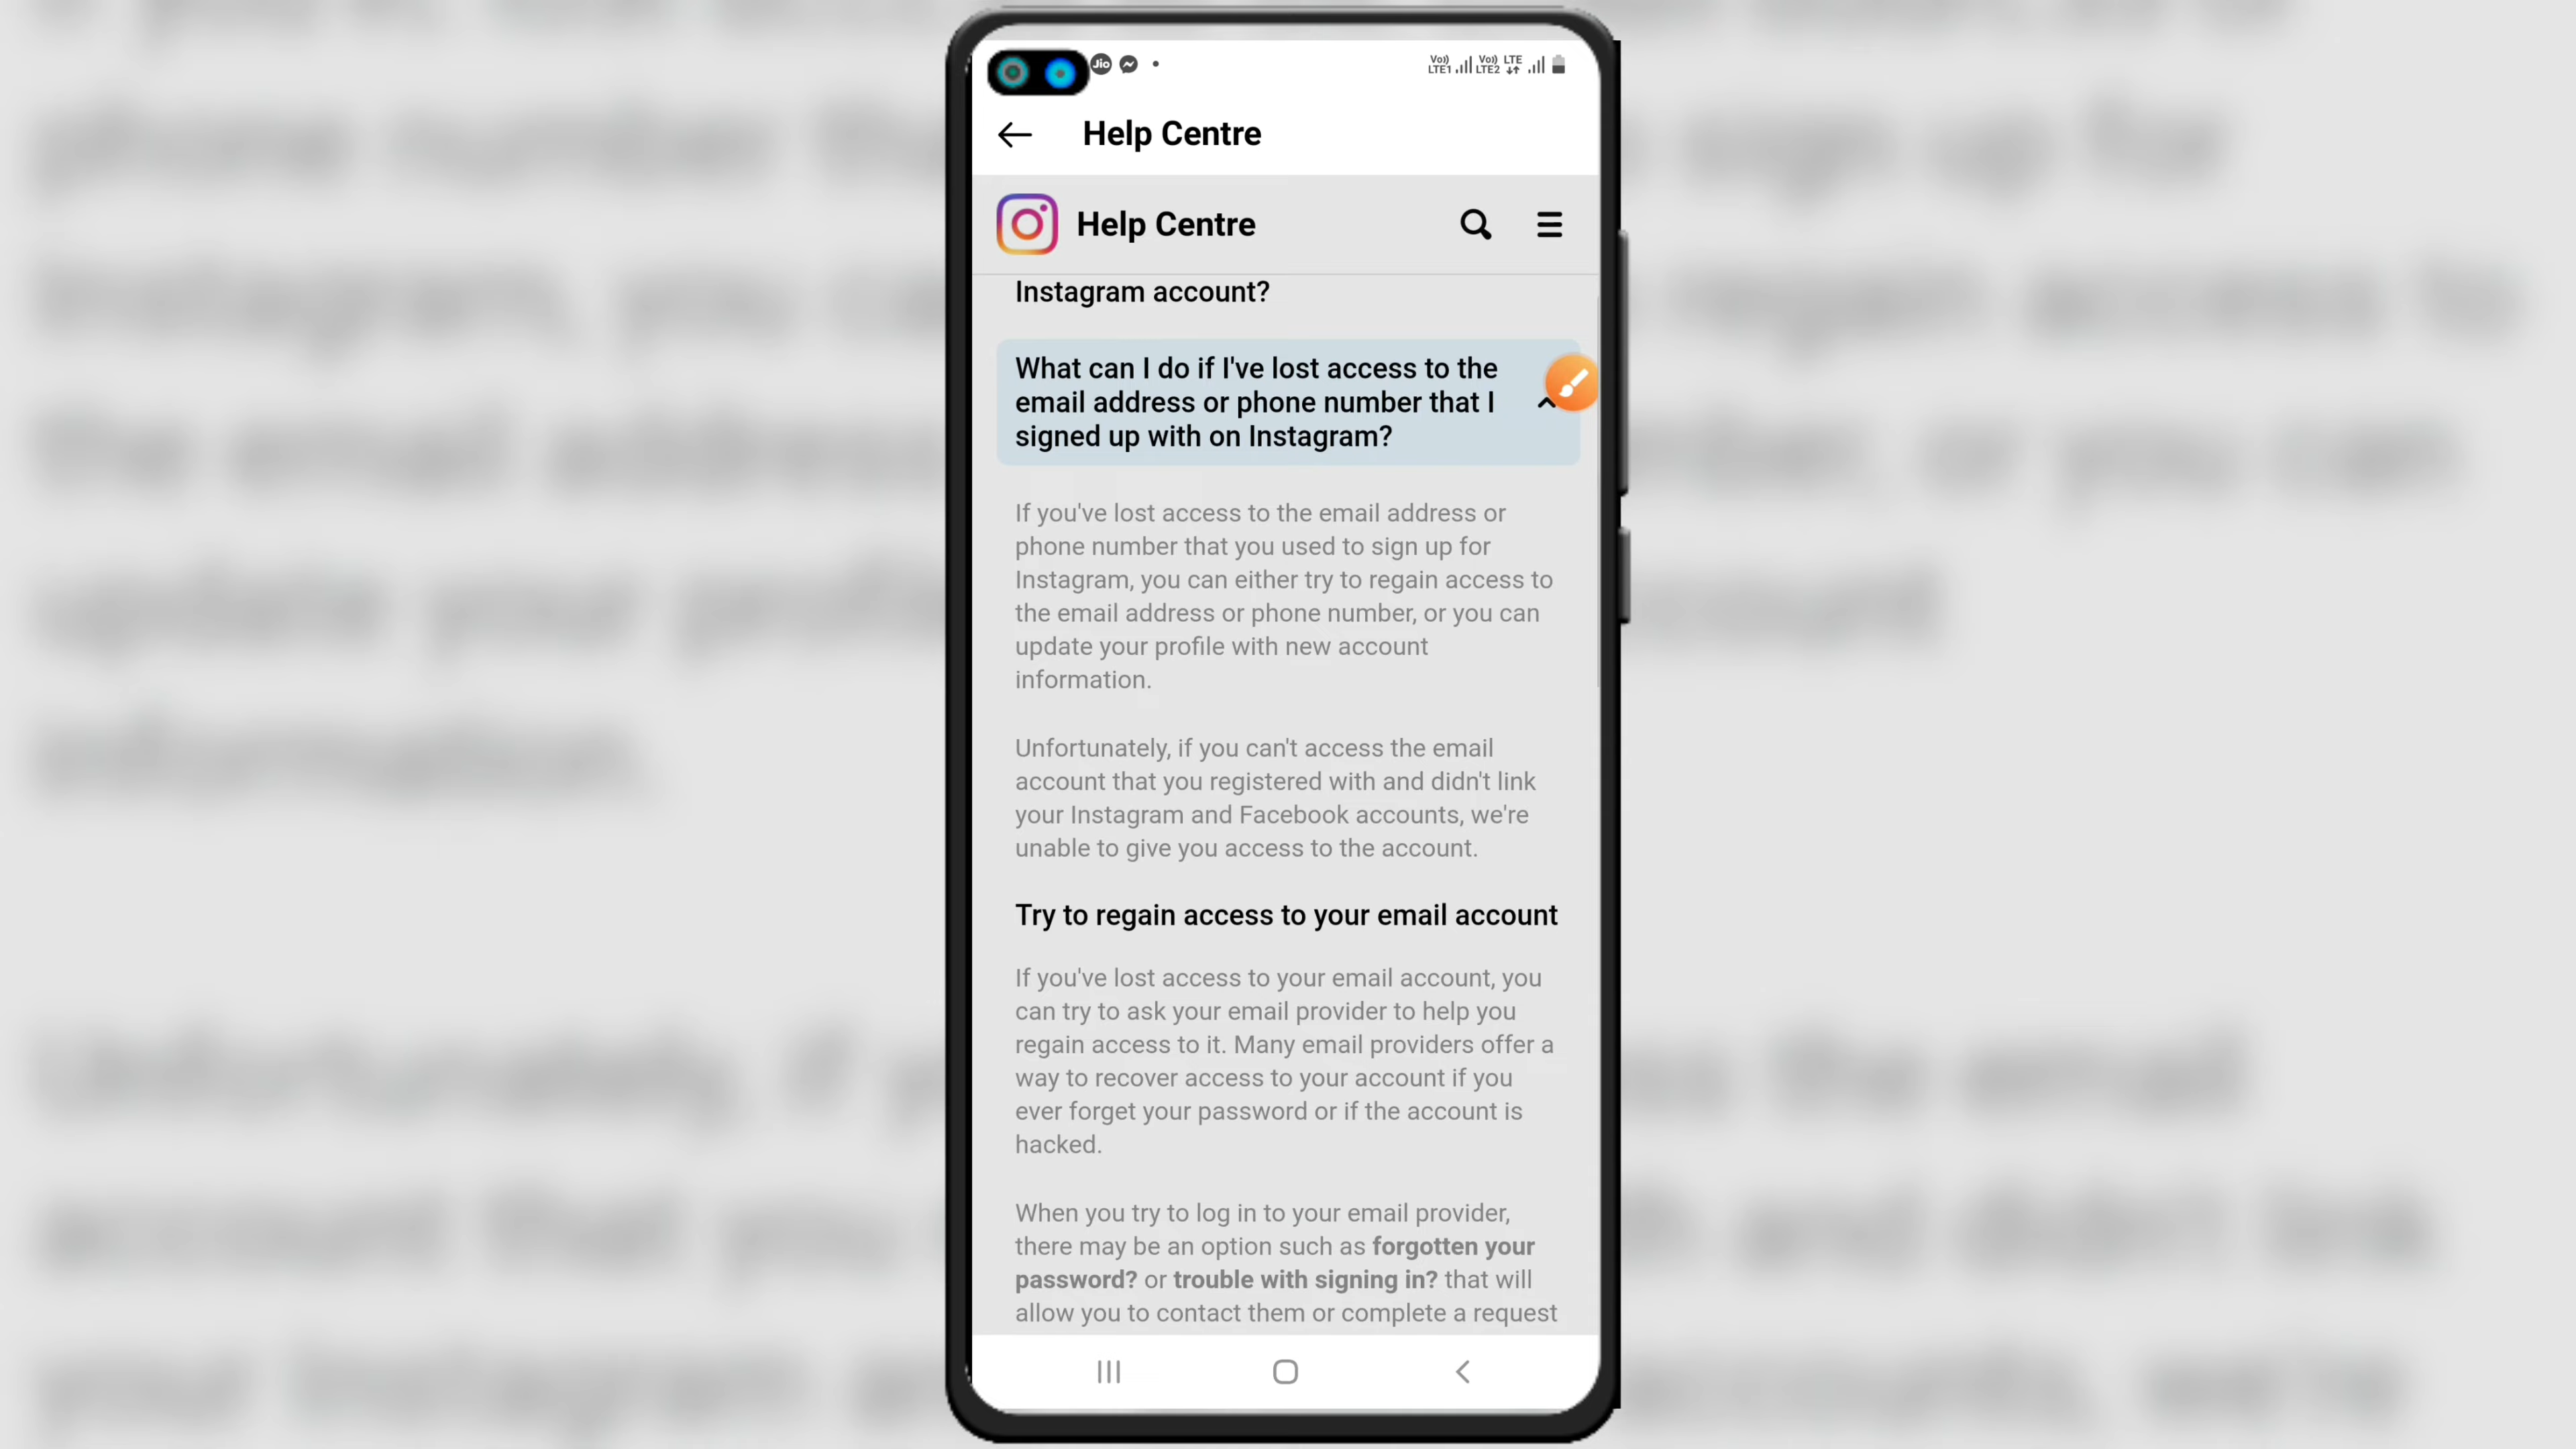 Jio
Vo)) LTE1 Vo)) LTE2 LTE
Help Centre
Help Centre
Instagram account?
What can I do if I've lost access to the
email address or phone number that I
signed up with on Instagram?
If you've lost access to the email address or
phone number that you used to sign up for
Instagram, you can either try to regain access to
the email address or phone number, or you can
update your profile with new account
information.
Unfortunately, if you can't access the email
account that you registered with and didn't link
your Instagram and Facebook accounts, we're
unable to give you access to the account.
Try to regain access to your email account
If you've lost access to your email account, you
can try to ask your email provider to help you
regain access to it. Many email providers offer a
way to recover access to your account if you
ever forget your password or if the account is
hacked.
When you try to log in to your email provider,
there may be an option such as forgotten your
password? or trouble with signing in? that will
allow you to contact them or complete a request